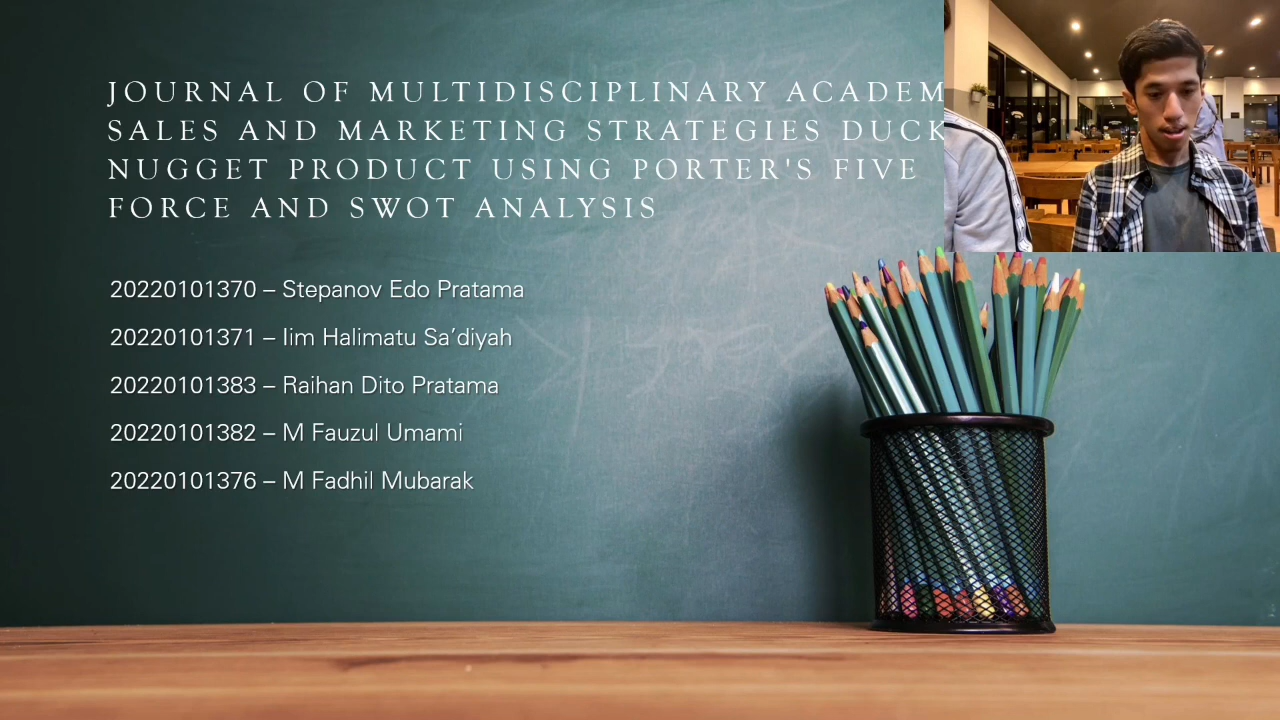 JOURNAL OF MULTIDISCIPLINARY ACADEM
SALES AND MARKETING STRATEGIES DUCK
NUGGET PRODUCT USING PORTER'S FIVE
FORCE AND SWOT ANALYSIS
20220101370 – Stepanov Edo Pratama
20220101371 – Iim Halimatu Sa’diyah
20220101383 – Raihan Dito Pratama
20220101382 – M Fauzul Umami
20220101376 – M Fadhil Mubarak